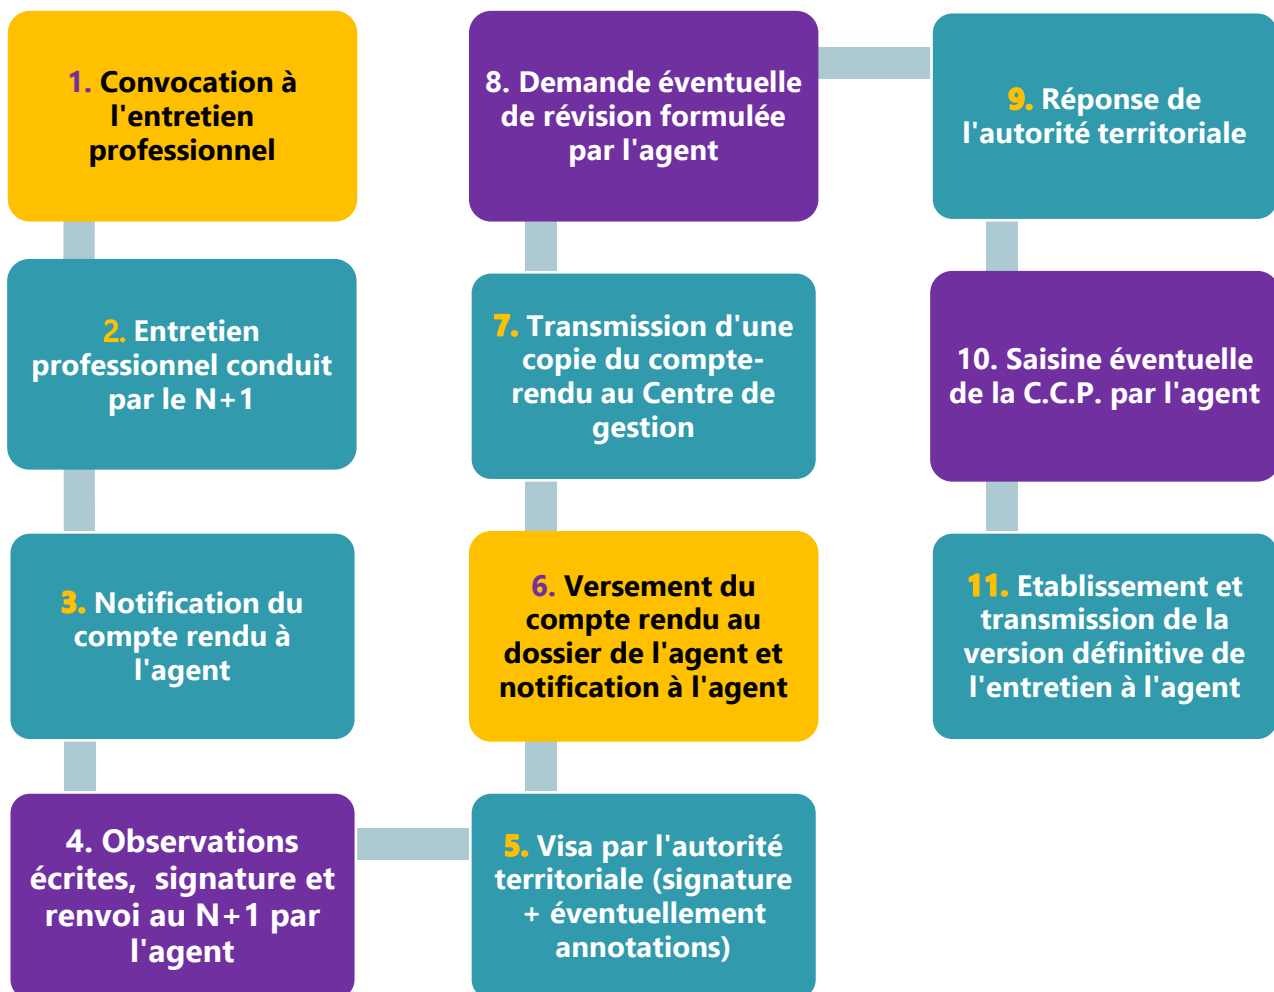 1. Convocation à
l'entretien
professionnel
2. Entretien
professionnel conduit
par le N+1
3. Notification du
compte rendu à
l'agent
4. Observations
écrites, signature et
renvoi au N+1 par
l'agent
5. Visa par l'autorité
territoriale (signature
+ éventuellement
annotations)
6. Versement du
compte rendu au
dossier de l'agent et
notification à l'agent
7. Transmission d'une
copie du compte-
rendu au Centre de
gestion
8. Demande éventuelle
de révision formulée
par l'agent
9. Réponse de
l'autorité territoriale
10. Saisine éventuelle
de la C.C.P. par l'agent
11. Etablissement et
transmission de la
version définitive de
l'entretien à l'agent